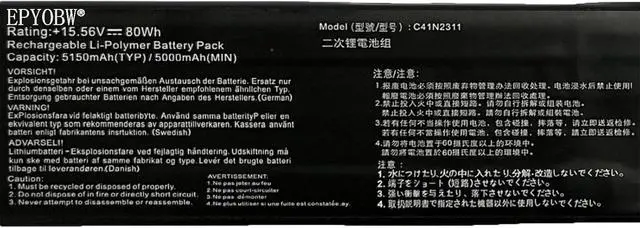 EPYOBW®
Rating:+15.56V⎓ 80Wh
Rechargeable Li-Polymer Battery Pack
Capacity: 5150mAh(TYP) / 5000mAh(MIN)
VORSICHT!
Explosionsgetahr bei unsachgemäßen Austausch der Batterie. Ersatz nur
durch denselben oder einem vom Hersteller empfohlenem ähnlichen Typ.
Entsorgung gebrauchter Batterien nach Angaben des Herstellers.(German)
VARNING!
ExPlosionsfara vid felaktigt batteribyte. Använd samma batterityP eller en
ekvivalent typ som rekommenderas av apparattillverkaren. Kassera använt
batteri enligt fabrikantens instruktion. (Swedish)
ADVARSELI!
Lithiumbatteri -Eksplosionsfare ved fejlagtig håndtering. Udskiftning må
kun ske med batteri af samme fabrikat og type. Levér det brugte batteri
tilbage til leverandøren.(Danish)
CAUTION:
1. Must be recycled or disposed of properly.
2. Do not dispose of in fire or directly short circuit.
3. Never attempt to disassemble or reassemble.
AVERTISSEMENT:
1.Ne pas jeter au feu
2.Ne pas court-circuiter
3.Ne pas démonter
4.Ne plus utiliser si une fuite est constatée.
Model (型號/型号) : C41N2311
二次锂電池组
注意/注意:
1.报废电池必须按照废弃物管理办法回收处理。电池浸水后禁止使用
報廢電池必須按照廢棄物管理辦法回收處理。
2.禁止投入火中或直接短路。请勿自行拆卸或组装电池。
禁止投入火中或直接短路。請勿自行拆卸或組裝電池。
3.若有任何不当操作使用电池,包含碰撞、摔落等,请立即送返检修。
若有任何不當操作使用電池,包含碰撞、摔落等,請立即送返檢修。
4.请勿将电池置于60摄氏度以上的环境中。
請勿將電池置於60攝氏度以上的環境中。
注意:
1. 水につけたり、火の中に入れたり、分解・改造しないでください。
2. 端子をショート (短路)させないでください。
3. 強い衝撃を与えたり、落下させないでください。
4. 取扱説明書で指定された機器以外に使用しないでください。